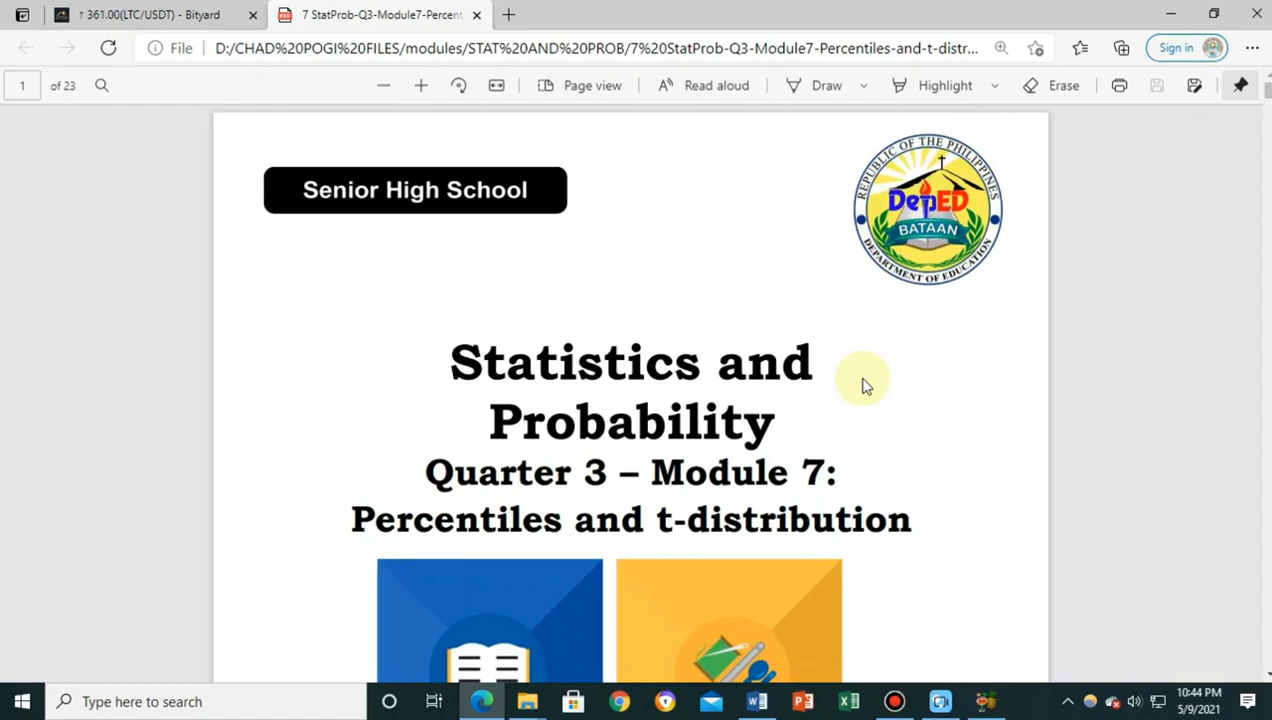 ↑ 361.00(LTC/USDT) - Bityard
7 StatProb-Q3-Module7-Percent
File
D:/CHAD%20POGI%20FILES/modules/STAT%20AND%20PROB/7%20StatProb-Q3-Module7-Percentiles-and-t-distr...
Sign in
1
of 23
Page view
Read aloud
Draw
Highlight
Erase
Senior High School
REPUBLIC OF THE PHILIPPINES
DepED
BATAAN
DEPARTMENT OF EDUCATION
Statistics and
Probability
Quarter 3 – Module 7:
Percentiles and t-distribution
Type here to search
10:44 PM
5/9/2021